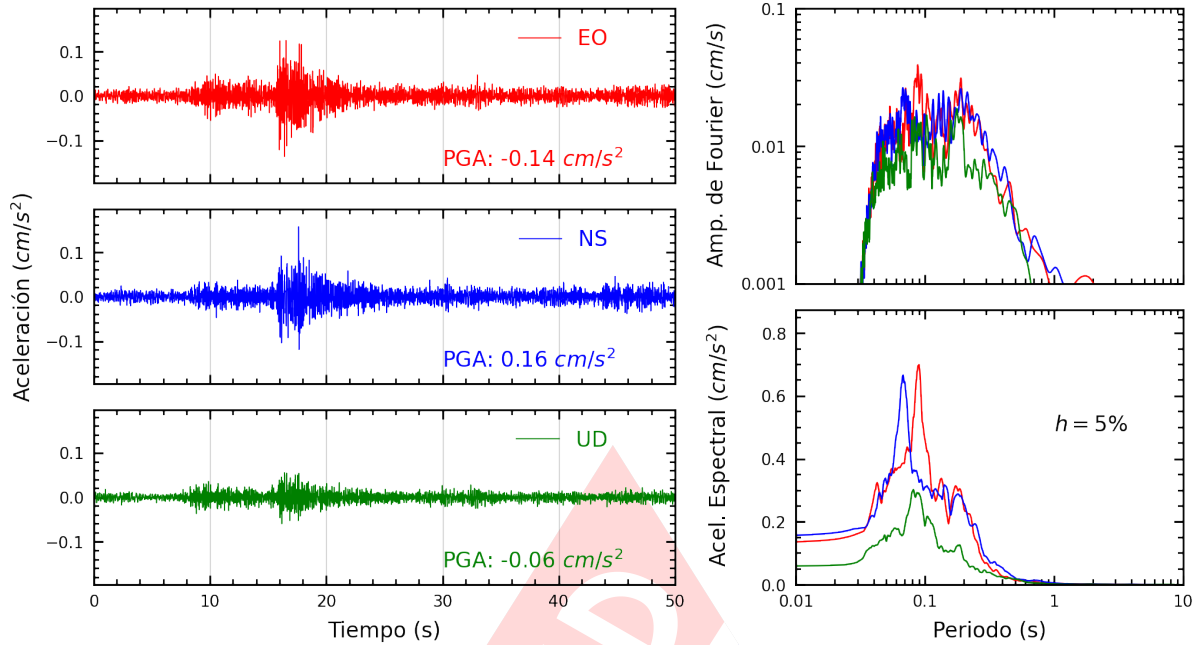 Aceleración (cm/s²)
0.1
0.0
−0.1
EO
PGA: -0.14 cm/s²
0.1
0.0
−0.1
NS
PGA: 0.16 cm/s²
0.1
0.0
−0.1
UD
PGA: -0.06 cm/s²
0 10 20 30 40 50
Tiempo (s)
Amp. de Fourier (cm/s)
0.1
0.01
0.001
Acel. Espectral (cm/s²)
0.8
0.6
0.4
0.2
0.0
h = 5%
0.01 0.1 1 10
Periodo (s)